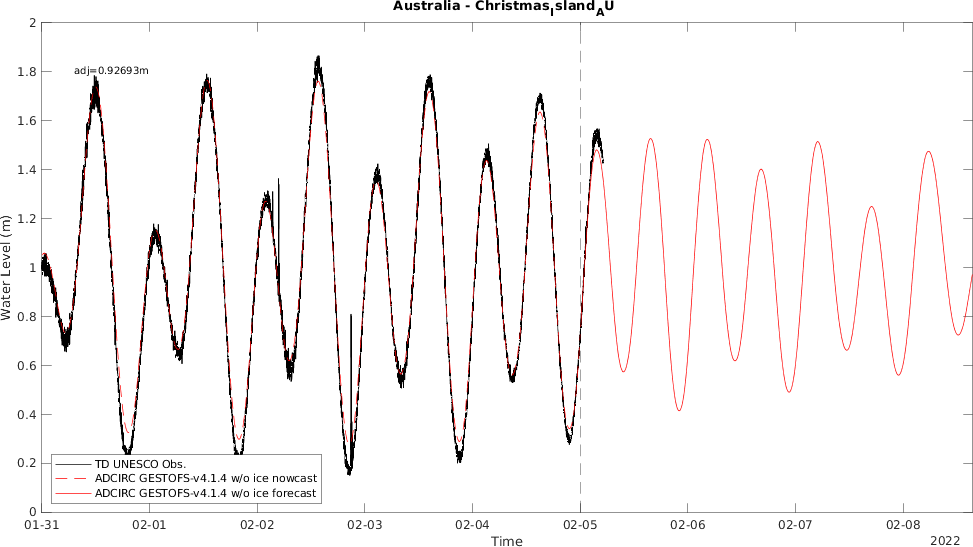 Australia - Christmas_Island_AU
2
1.8
adj=0.92693m
1.6
1.4
1.2
1
0.8
0.6
0.4
0.2
0
Water Level (m)
TD UNESCO Obs.
ADCIRC GESTOFS-v4.1.4 w/o ice nowcast
ADCIRC GESTOFS-v4.1.4 w/o ice forecast
01-31 02-01 02-02 02-03 02-04 02-05 02-06 02-07 02-08
Time
2022